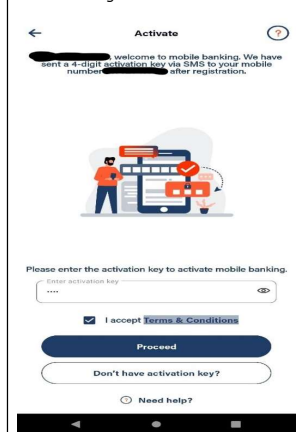 Activate
?
, welcome to mobile banking. We have
sent a 4-digit activation key via SMS to your mobile
number after registration.
Please enter the activation key to activate mobile banking.
Enter activation key
....
I accept Terms & Conditions
Proceed
Don't have activation key?
? Need help?